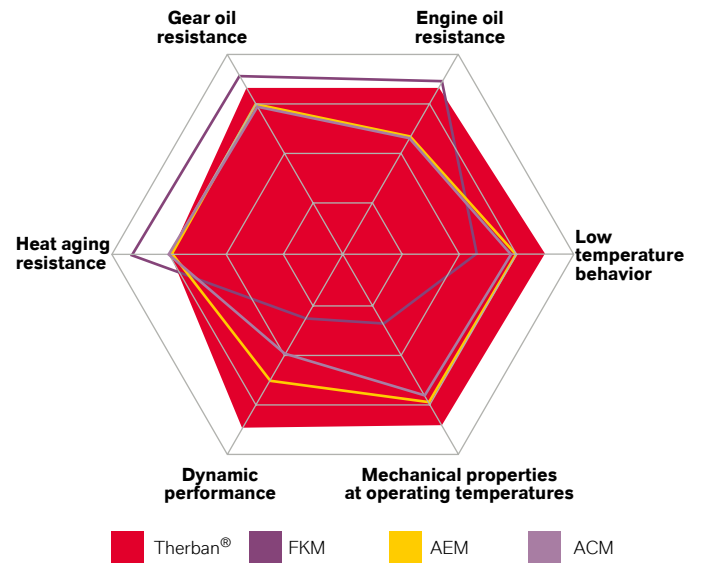 Gear oil
resistance
Engine oil
resistance
Heat aging
resistance
Low
temperature
behavior
Dynamic
performance
Mechanical properties
at operating temperatures
Therban® FKM AEM ACM